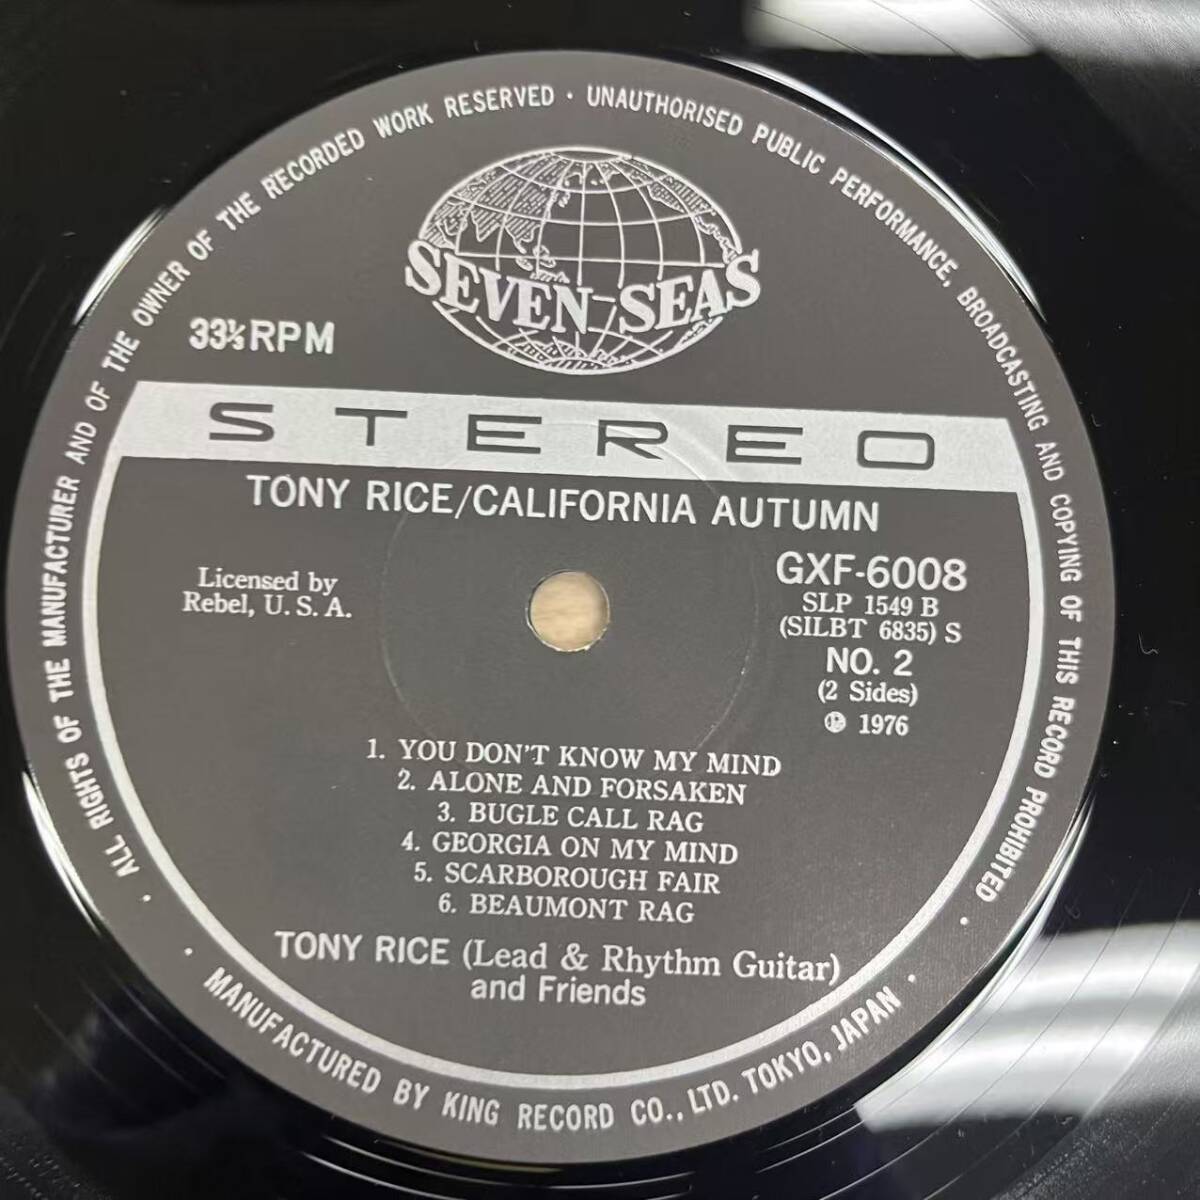 · ALL RIGHTS OF THE MANUFACTURER AND OF THE OWNER OF THE RECORDED WORK RESERVED · UNAUTHORISED PUBLIC PERFORMANCE, BROADCASTING AND COPYING OF THIS RECORD PROHIBITED ·
SEVEN SEAS
33⅓RPM
STEREO
TONY RICE/CALIFORNIA AUTUMN
Licensed by
Rebel, U.S.A.
GXF-6008
SLP 1549 B
(SILBT 6835) S
NO. 2
(2 Sides)
℗ 1976
1. YOU DON'T KNOW MY MIND
2. ALONE AND FORSAKEN
3. BUGLE CALL RAG
4. GEORGIA ON MY MIND
5. SCARBOROUGH FAIR
6. BEAUMONT RAG
TONY RICE (Lead & Rhythm Guitar)
and Friends
· MANUFACTURED BY KING RECORD CO., LTD. TOKYO, JAPAN ·